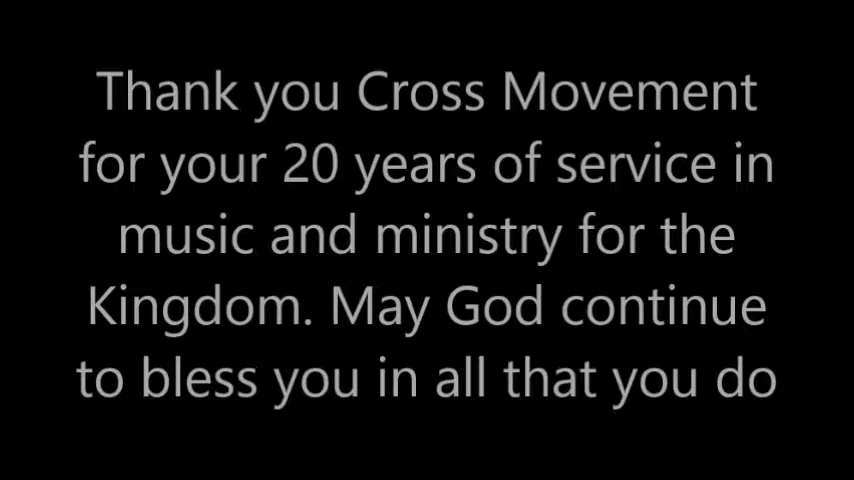 Thank you Cross Movement
for your 20 years of service in
music and ministry for the
Kingdom. May God continue
to bless you in all that you do